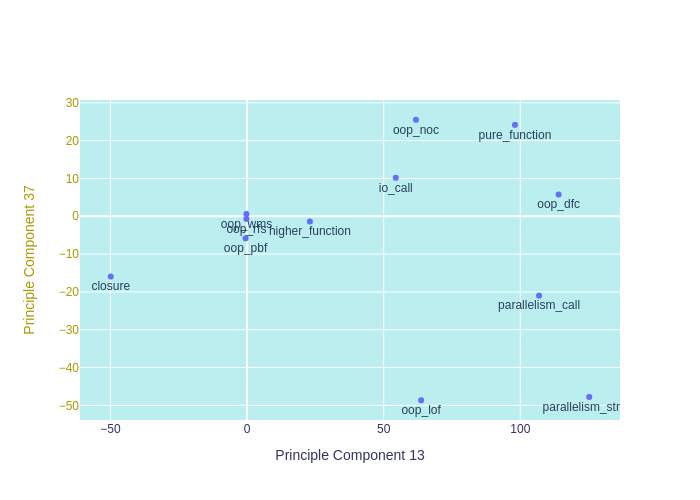 30
20
10
0
−10
−20
−30
−40
−50
Principle Component 37
oop_noc
pure_function
io_call
oop_dfc
oop_wms
higher_function
oop_pbf
closure
parallelism_call
oop_lof
parallelism_str
−50
0
50
100
Principle Component 13